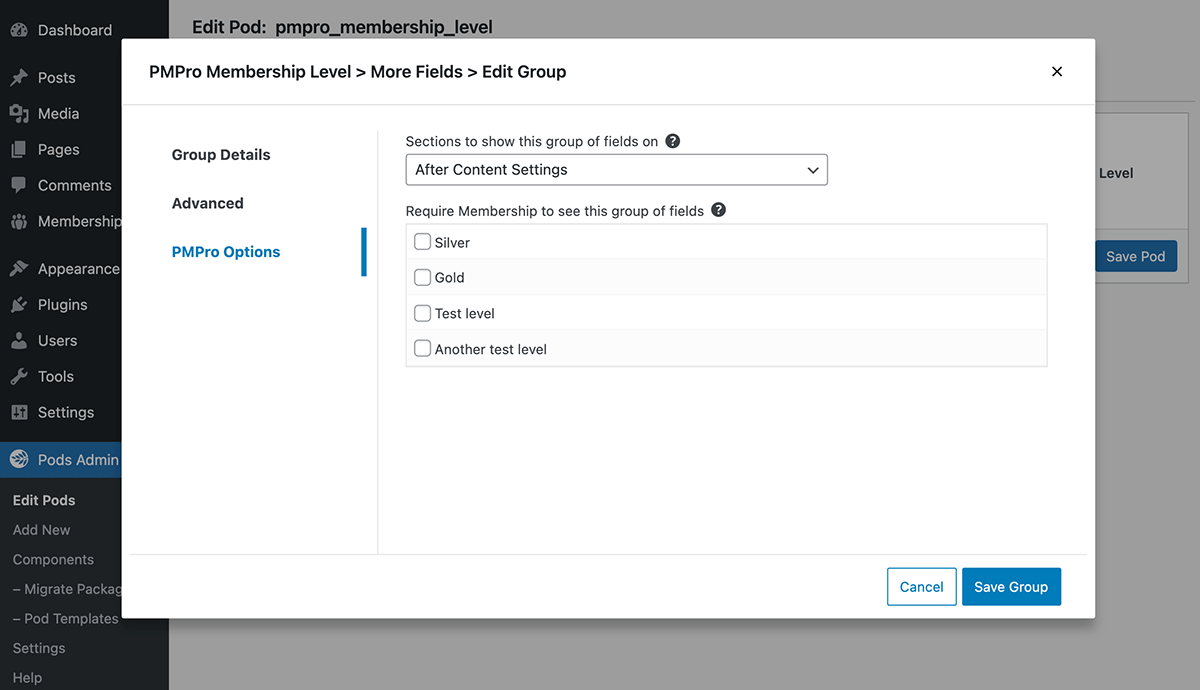 Dashboard
Posts
Media
Pages
Comments
Membership
Appearance
Plugins
Users
Tools
Settings
Pods Admin
Edit Pods
Add New
Components
– Migrate Packag
– Pod Templates
Settings
Help
Edit Pod: pmpro_membership_level
PMPro Membership Level > More Fields > Edit Group
Group Details
Advanced
PMPro Options
Sections to show this group of fields on ?
After Content Settings
Require Membership to see this group of fields ?
Silver
Gold
Test level
Another test level
Cancel
Save Group
Level
Save Pod